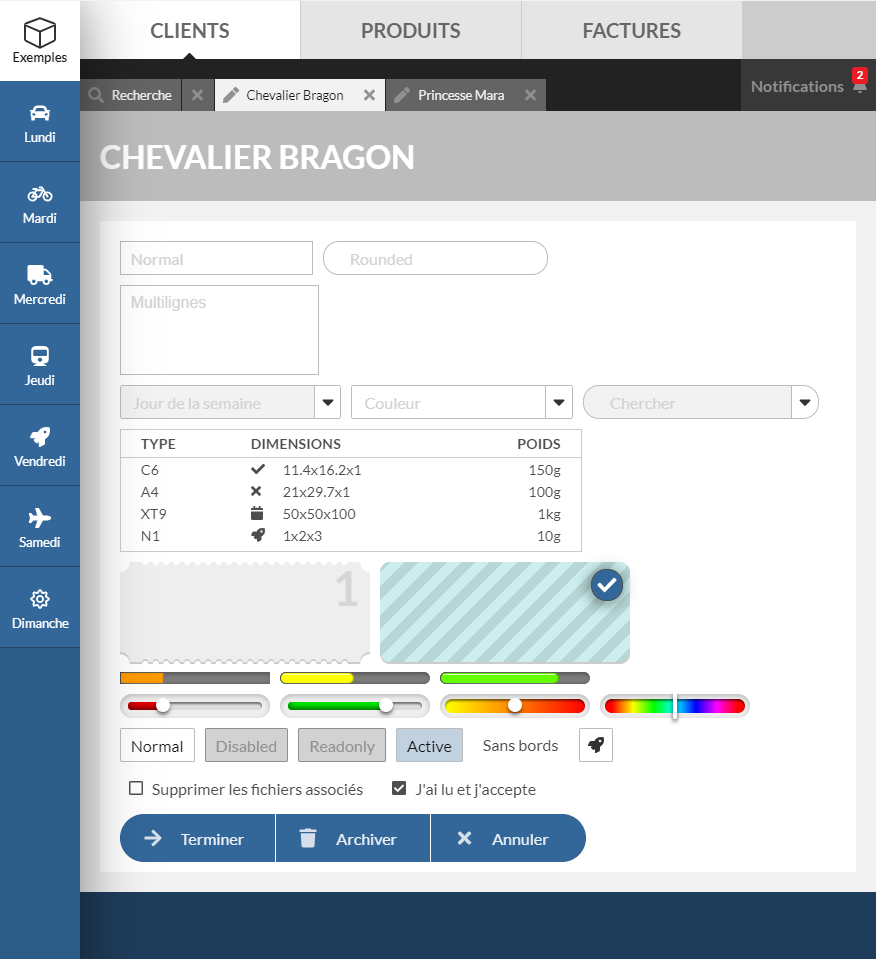 Exemples
Lundi
Mardi
Mercredi
Jeudi
Vendredi
Samedi
Dimanche
CLIENTS PRODUITS FACTURES
Recherche Chevalier Bragon Princesse Mara Notifications 2
CHEVALIER BRAGON
Normal Rounded
Multilignes
Jour de la semaine Couleur Chercher
TYPE DIMENSIONS POIDS
C6 11.4x16.2x1 150g
A4 21x29.7x1 100g
XT9 50x50x100 1kg
N1 1x2x3 10g
1
Normal Disabled Readonly Active Sans bords
Supprimer les fichiers associés J'ai lu et j'accepte
Terminer Archiver Annuler